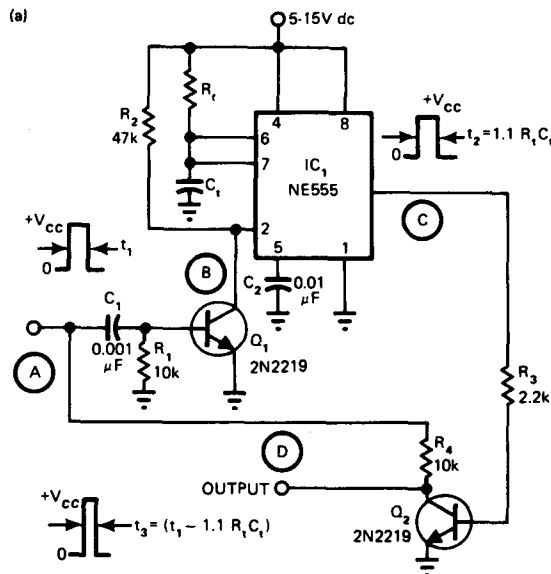 (a)
5-15V dc
R2
47k
Rt
Ct
4
8
6
7
2
5
1
IC1
NE555
+Vcc
0
t2=1.1 RtCt
C
+Vcc
0
t1
B
C2
0.01
µF
C1
0.001
µF
R1
10k
Q1
2N2219
A
R3
2.2k
D
R4
10k
OUTPUT
Q2
2N2219
+Vcc
0
t3=(t1-1.1 RtCt)